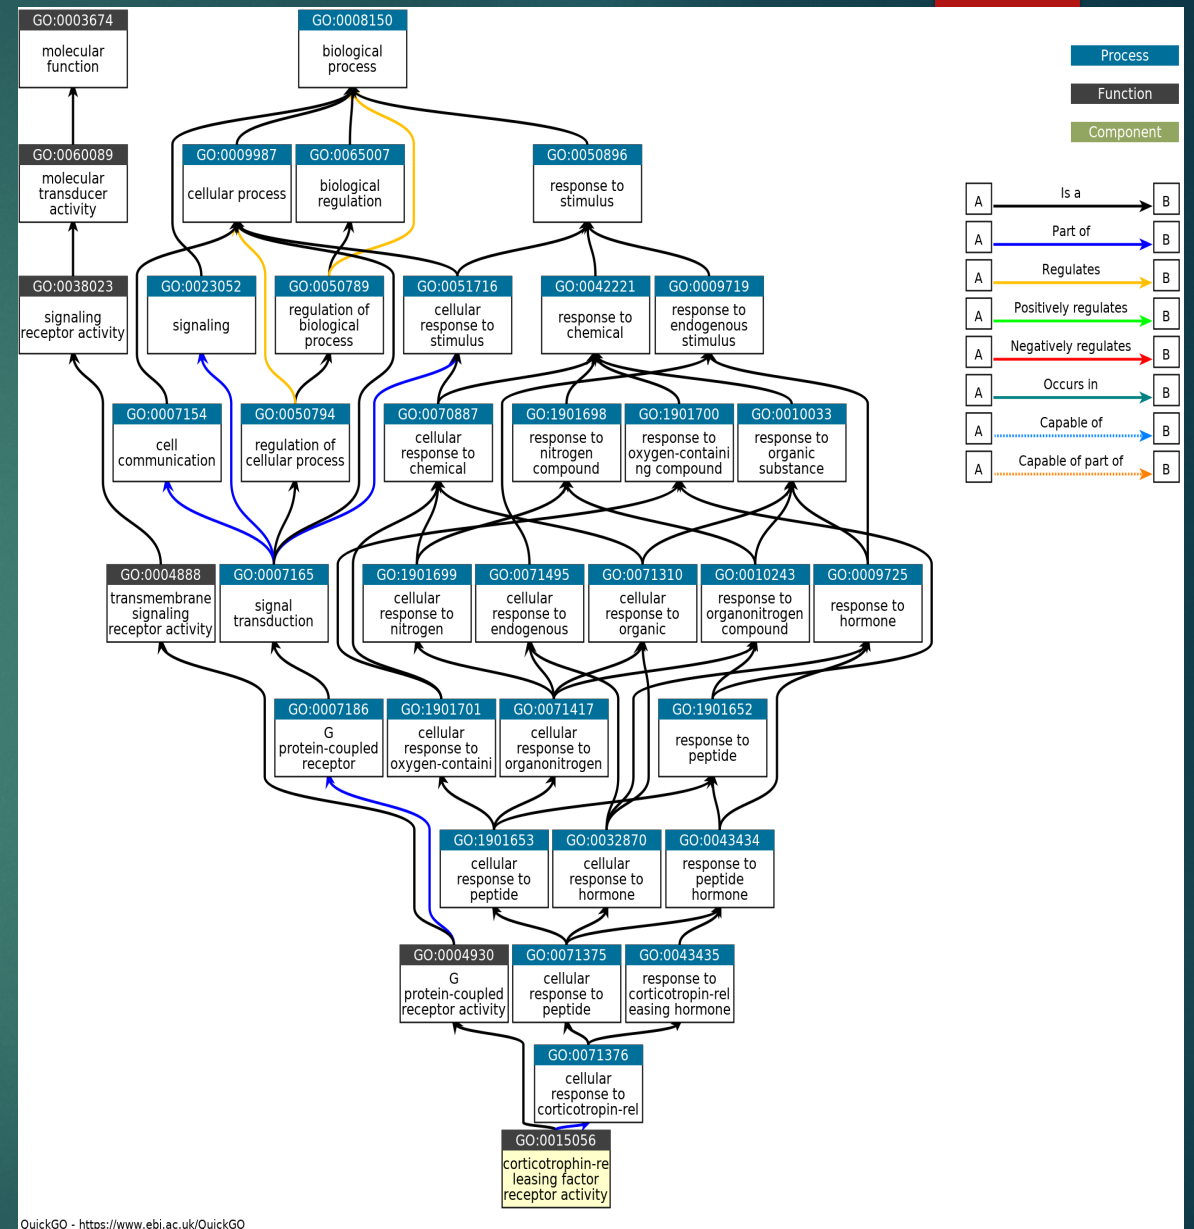 GO:0003674
molecular
function
GO:0008150
biological
process
Process
Function
Component
GO:0060089
molecular
transducer
activity
GO:0009987
cellular process
GO:0065007
biological
regulation
GO:0050896
response to
stimulus
A
Is a
B
A
Part of
B
A
Regulates
B
A
Positively regulates
B
A
Negatively regulates
B
A
Occurs in
B
A
Capable of
B
A
Capable of part of
B
GO:0038023
signaling
receptor activity
GO:0023052
signaling
GO:0050789
regulation of
biological
process
GO:0051716
cellular
response to
stimulus
GO:0042221
response to
chemical
GO:0009719
response to
endogenous
stimulus
GO:0007154
cell
communication
GO:0050794
regulation of
cellular process
GO:0070887
cellular
response to
chemical
GO:1901698
response to
nitrogen
compound
GO:1901700
response to
oxygen-containi
ng compound
GO:0010033
response to
organic
substance
GO:0004888
transmembrane
signaling
receptor activity
GO:0007165
signal
transduction
GO:1901699
cellular
response to
nitrogen
GO:0071495
cellular
response to
endogenous
GO:0071310
cellular
response to
organic
GO:0010243
response to
organonitrogen
compound
GO:0009725
response to
hormone
GO:0007186
G
protein-coupled
receptor
GO:1901701
cellular
response to
oxygen-containi
GO:0071417
cellular
response to
organonitrogen
GO:1901652
response to
peptide
GO:1901653
cellular
response to
peptide
GO:0032870
cellular
response to
hormone
GO:0043434
response to
peptide
hormone
GO:0004930
G
protein-coupled
receptor activity
GO:0071375
cellular
response to
peptide
GO:0043435
response to
corticotropin-rel
easing hormone
GO:0071376
cellular
response to
corticotropin-rel
GO:0015056
corticotrophin-re
leasing factor
receptor activity
QuickGO - https://www.ebi.ac.uk/QuickGO